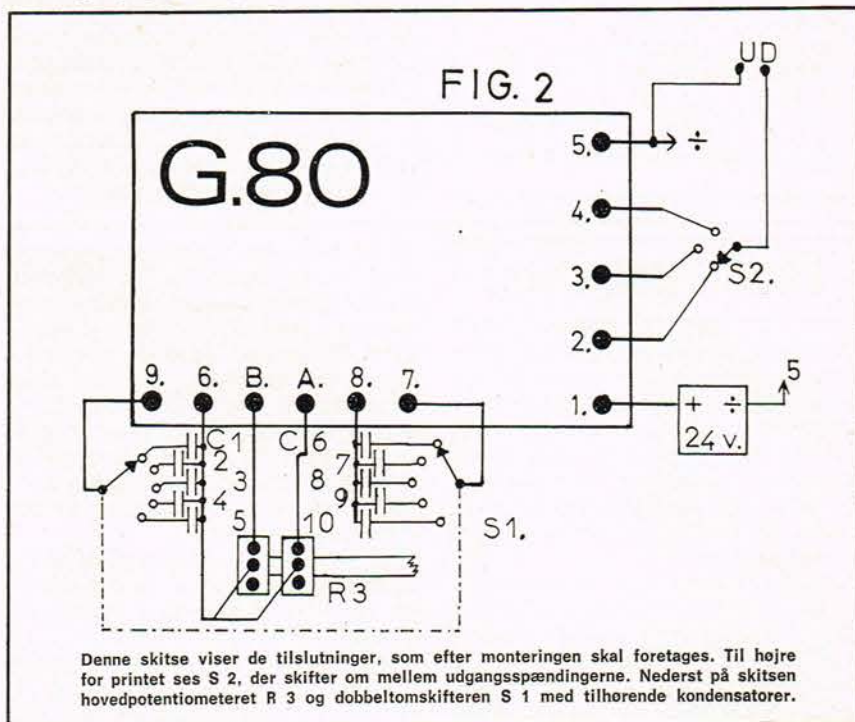 UD
FIG. 2
G.80
5. ÷
4.
3. S2.
2.
5
1. + ÷
24 v.
9. 6. B. A. 8. 7.
C 1 C 6
2 7
3 8
4 9
5 10
S1.
R3
Denne skitse viser de tilslutninger, som efter monteringen skal foretages. Til højre
for printet ses S 2, der skifter om mellem udgangsspændingerne. Nederst på skitsen
hovedpotentiometeret R 3 og dobbeltomskifteren S 1 med tilhørende kondensatorer.